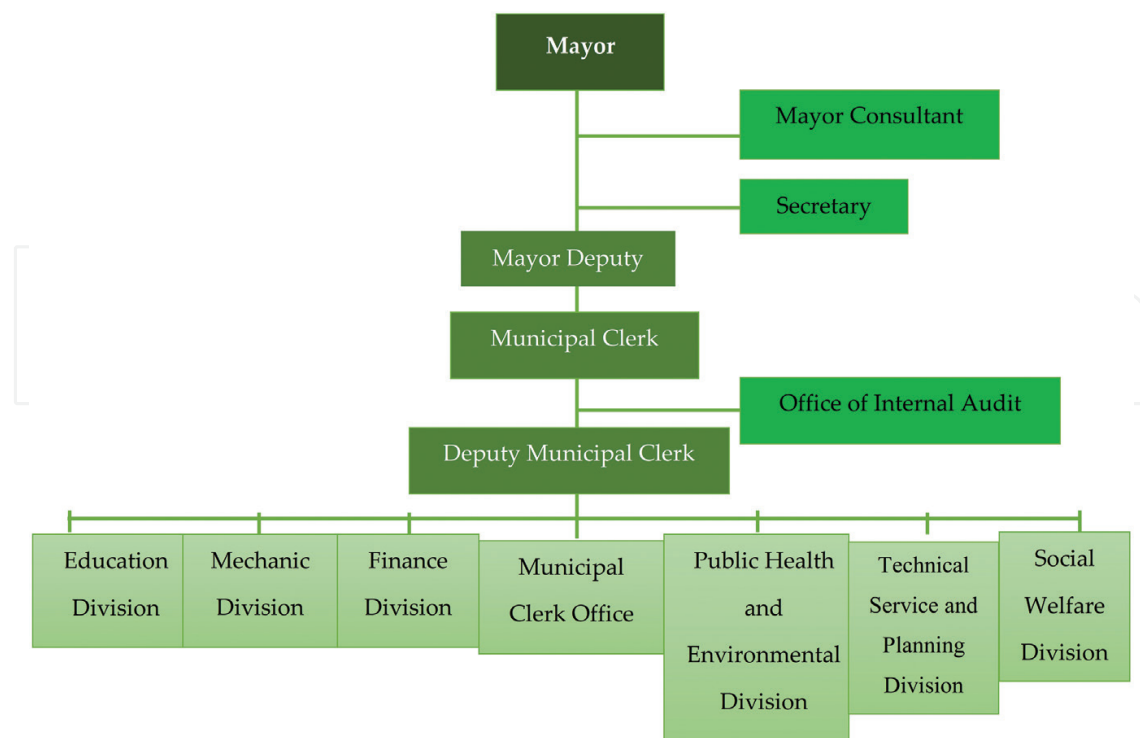 Mayor
Mayor Consultant
Secretary
Mayor Deputy
Municipal Clerk
Office of Internal Audit
Deputy Municipal Clerk
Education
Division
Mechanic
Division
Finance
Division
Municipal
Clerk Office
Public Health
and
Environmental
Division
Technical
Service and
Planning
Division
Social
Welfare
Division